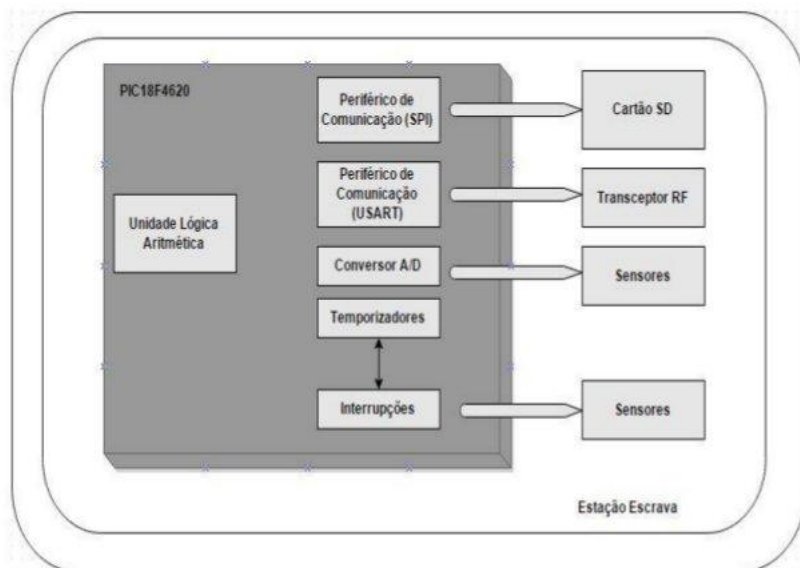 PIC18F4620
Periférico de
Comunicação (SPI)
Cartão SD
Periférico de
Comunicação
(USART)
Transceptor RF
Unidade Lógica
Aritmética
Conversor A/D
Sensores
Temporizadores
Interrupções
Sensores
Estação Escrava